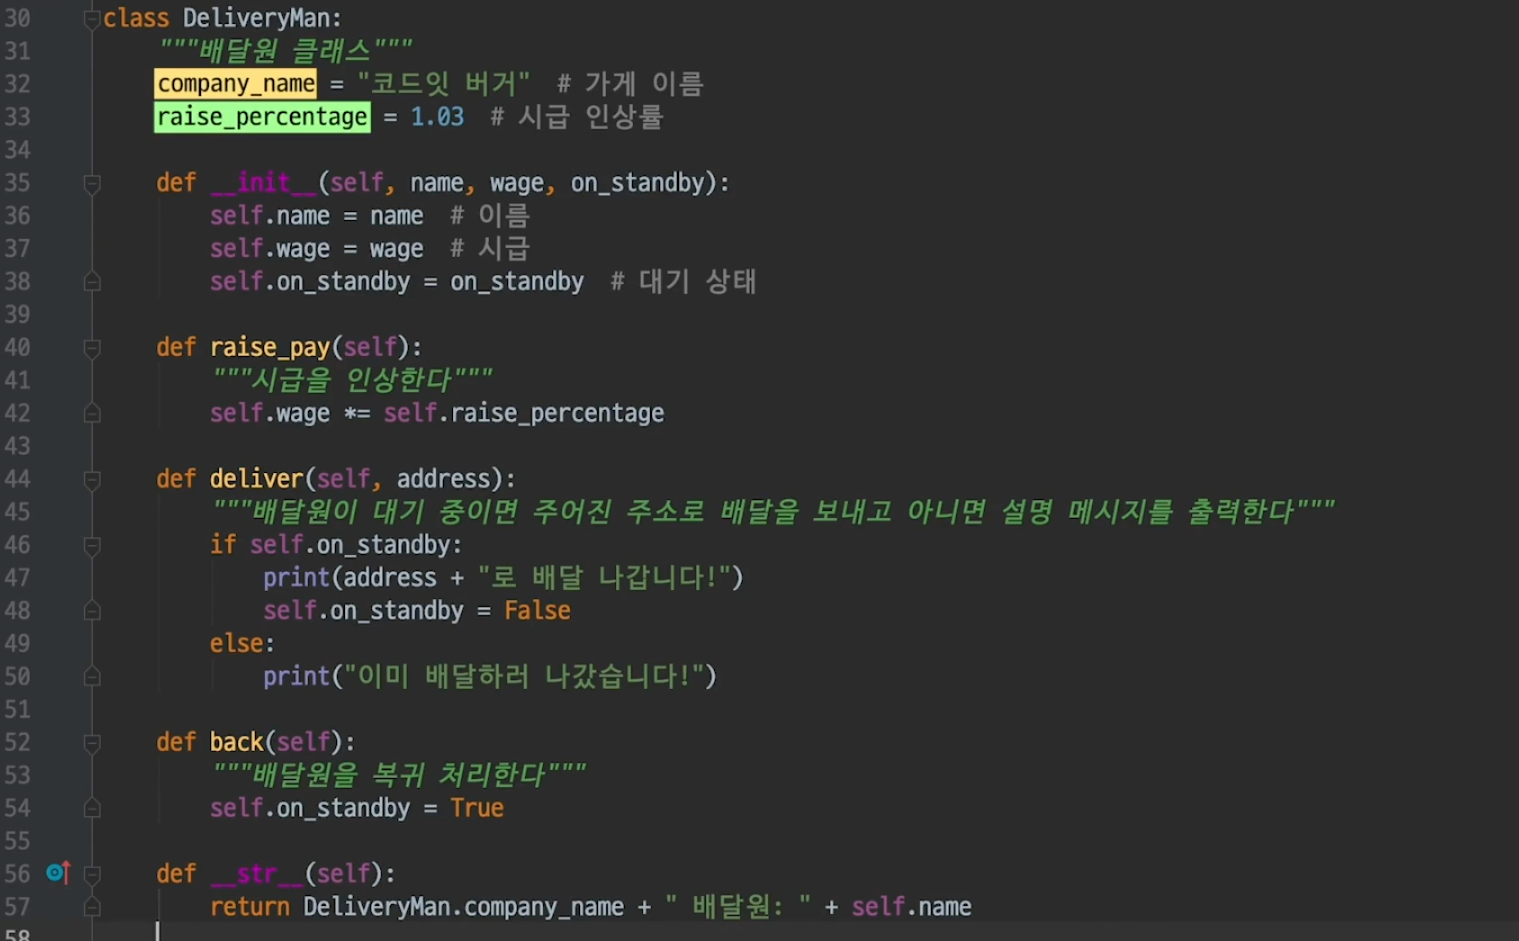 30 class DeliveryMan:
31 """배달원 클래스"""
32 company_name = "코드잇 버거" # 가게 이름
33 raise_percentage = 1.03 # 시급 인상률
34
35 def __init__(self, name, wage, on_standby):
36 self.name = name # 이름
37 self.wage = wage # 시급
38 self.on_standby = on_standby # 대기 상태
39
40 def raise_pay(self):
41 """시급을 인상한다"""
42 self.wage *= self.raise_percentage
43
44 def deliver(self, address):
45 """배달원이 대기 중이면 주어진 주소로 배달을 보내고 아니면 설명 메시지를 출력한다"""
46 if self.on_standby:
47 print(address + "로 배달 나갑니다!")
48 self.on_standby = False
49 else:
50 print("이미 배달하러 나갔습니다!")
51
52 def back(self):
53 """배달원을 복귀 처리한다"""
54 self.on_standby = True
55
56 def __str__(self):
57 return DeliveryMan.company_name + " 배달원: " + self.name
58